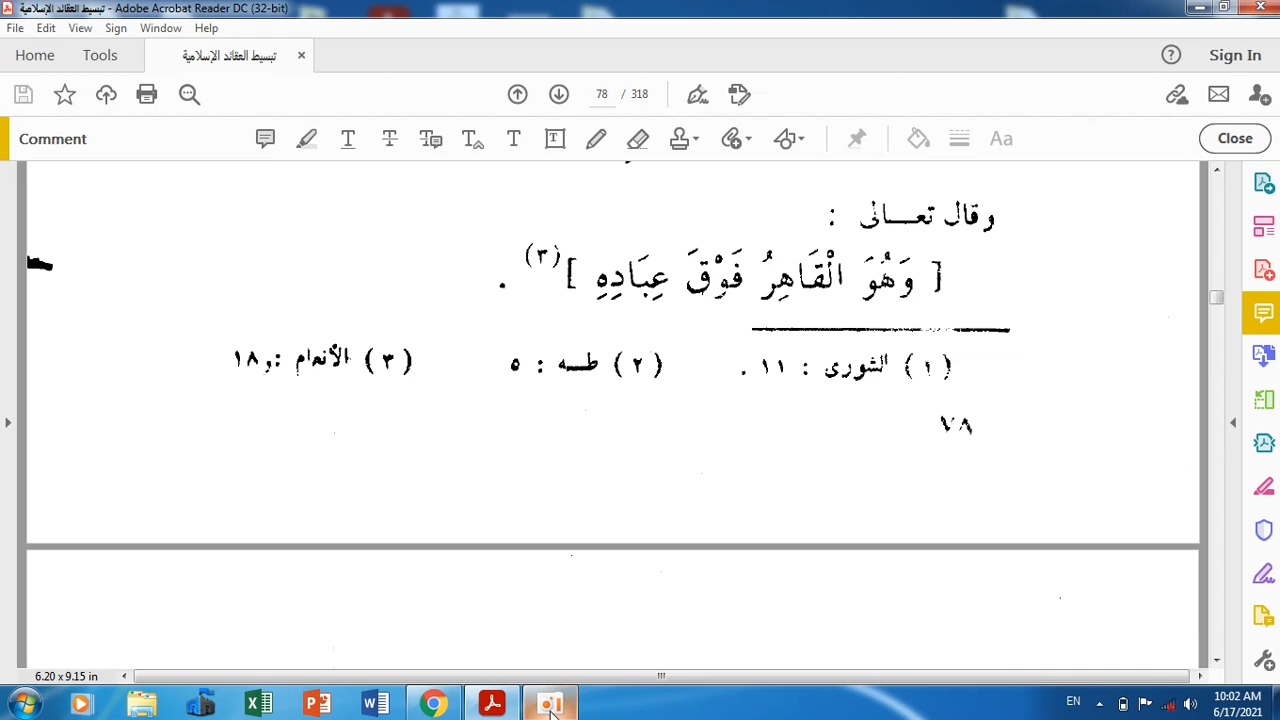 تبسيط العقائد الإسلامية - Adobe Acrobat Reader DC (32-bit)
File Edit View Sign Window Help
Home Tools تبسيط العقائد الإسلامية × Sign In
78 / 318
Comment Close
وقال تعــالى :
[ وَهُوَ الْقَاهِرُ فَوْقَ عِبَادِهِ ] (٣) .
(١) الشورى : ١١ . (٢) طــه : ٥ (٣) الأنعام : ١٨
٧٨
6.20 x 9.15 in
EN 10:02 AM
6/17/2021